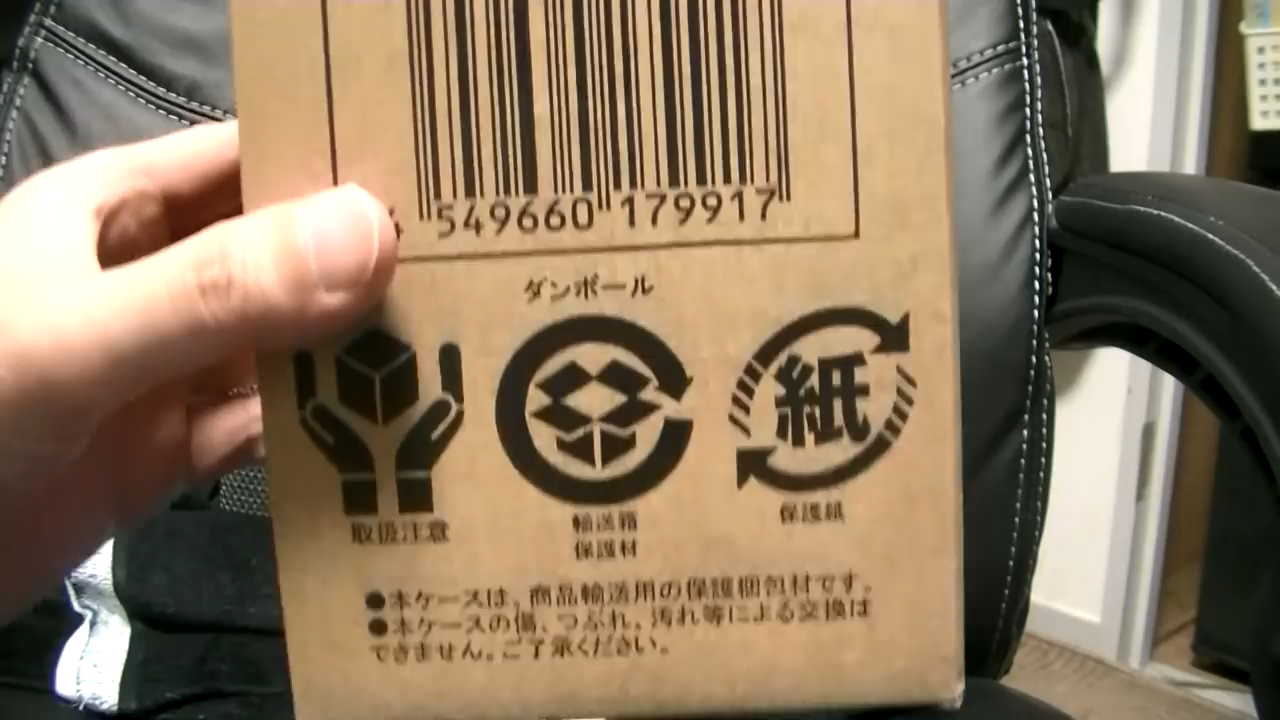 4 549660 179917
ダンボール
紙
取扱注意
輸送箱
保護材
保護紙
●本ケースは、商品輸送用の保護梱包材です。
●本ケースの傷、つぶれ、汚れ等による交換は
できません。ご了承ください。